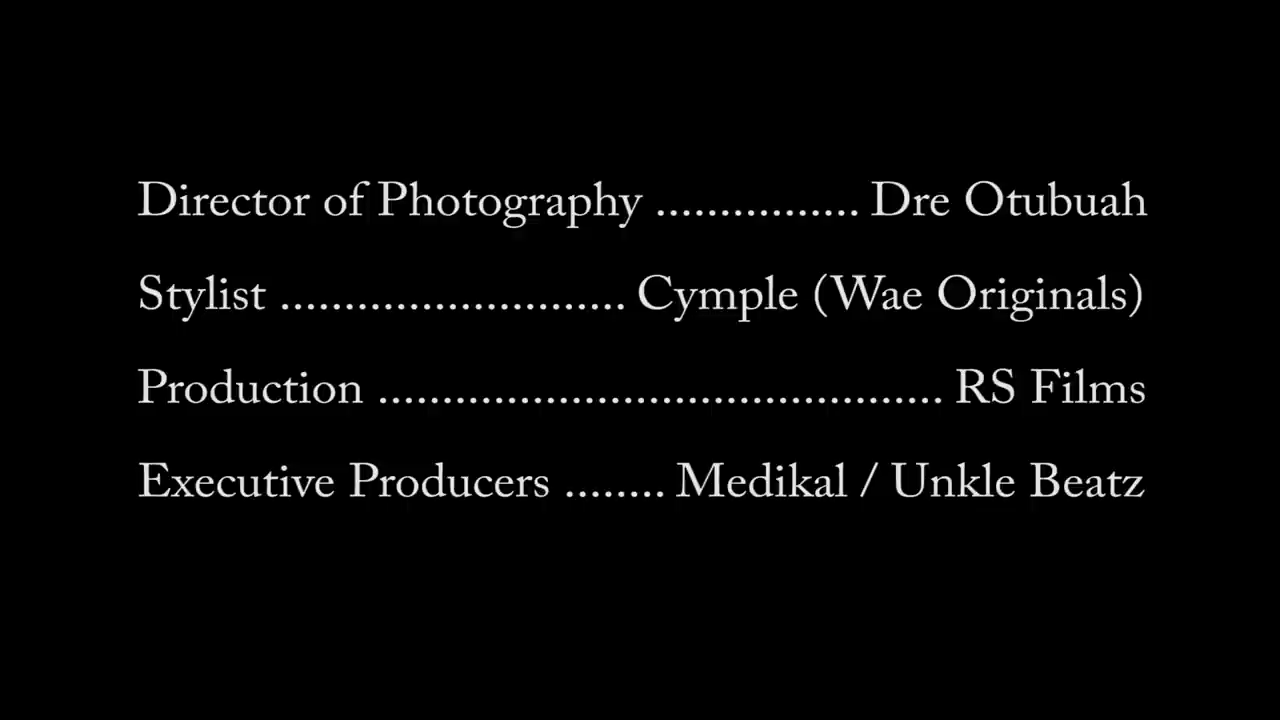 Director of Photography ................ Dre Otubuah
Stylist ........................... Cymple (Wae Originals)
Production ............................................ RS Films
Executive Producers ........ Medikal / Unkle Beatz